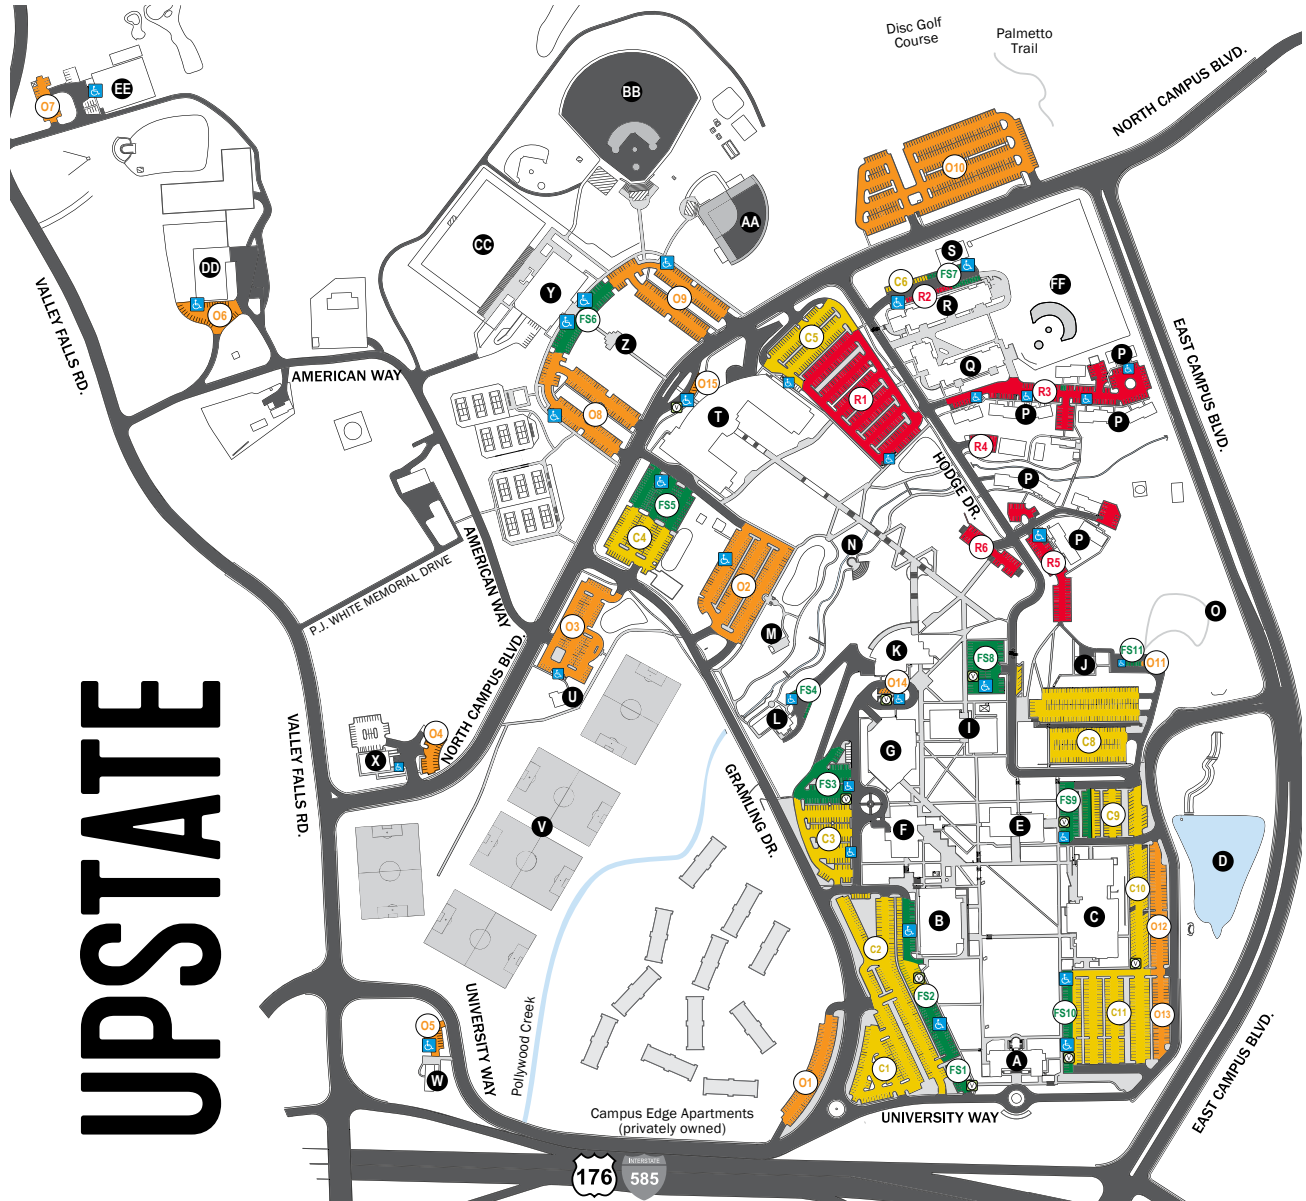 Disc Golf
Course
Palmetto
Trail
NORTH CAMPUS BLVD.
BB
EE
O7
O10
AA
CC
S
FS7
DD
C6
R2
R
FF
Y
O9
O6
FS6
Z
C5
P
EAST CAMPUS BLVD.
VALLEY FALLS RD.
AMERICAN WAY
Q
O15
R3
R1
O8
T
P
P
R4
HODGE DR.
P
FS5
C4
N
P
R6
AMERICAN WAY
R5
O2
P.J. WHITE MEMORIAL DRIVE
O
O3
M
K
FS8
FS11
J
O11
NORTH CAMPUS BLVD.
O14
FS4
U
L
UPSTATE
VALLEY FALLS RD.
O4
I
C8
G
X
GRAMLING DR.
FS3
FS9
C9
V
F
E
C3
D
C10
B
C
O12
C2
UNIVERSITY WAY
Pollywood Creek
FS2
FS10
C11
O13
O5
W
A
C1
FS1
O1
EAST CAMPUS BLVD.
Campus Edge Apartments
(privately owned)
UNIVERSITY WAY
176
INTERSTATE
585